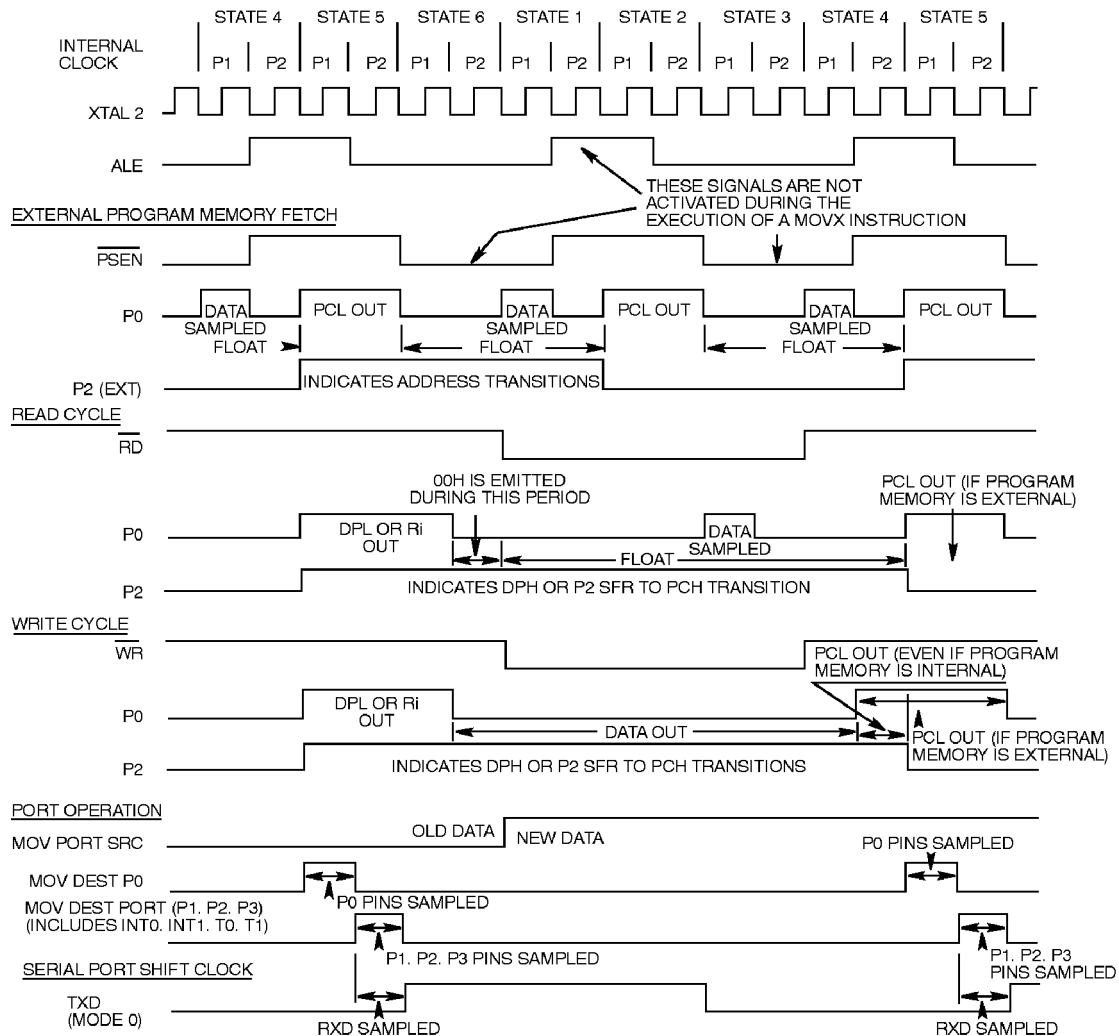 STATE 4 STATE 5 STATE 6 STATE 1 STATE 2 STATE 3 STATE 4 STATE 5
INTERNAL
CLOCK
P1 P2 P1 P2 P1 P2 P1 P2 P1 P2 P1 P2 P1 P2 P1 P2
XTAL 2
ALE
THESE SIGNALS ARE NOT
ACTIVATED DURING THE
EXECUTION OF A MOVX INSTRUCTION
EXTERNAL PROGRAM MEMORY FETCH
PSEN
P0
DATA PCL OUT DATA PCL OUT DATA PCL OUT
SAMPLED SAMPLED SAMPLED
FLOAT FLOAT FLOAT
P2 (EXT)
INDICATES ADDRESS TRANSITIONS
READ CYCLE
RD
00H IS EMITTED
DURING THIS PERIOD
PCL OUT (IF PROGRAM
MEMORY IS EXTERNAL)
P0
DPL OR Ri
OUT
DATA
SAMPLED
FLOAT
P2
INDICATES DPH OR P2 SFR TO PCH TRANSITION
WRITE CYCLE
WR
PCL OUT (EVEN IF PROGRAM
MEMORY IS INTERNAL)
P0
DPL OR Ri
OUT
DATA OUT
PCL OUT (IF PROGRAM
MEMORY IS EXTERNAL)
P2
INDICATES DPH OR P2 SFR TO PCH TRANSITIONS
PORT OPERATION
MOV PORT SRC
OLD DATA NEW DATA
P0 PINS SAMPLED
MOV DEST P0
P0 PINS SAMPLED
MOV DEST PORT (P1. P2. P3)
(INCLUDES INT0. INT1. T0. T1)
P1. P2. P3 PINS SAMPLED
P1. P2. P3
PINS SAMPLED
SERIAL PORT SHIFT CLOCK
TXD
(MODE 0)
RXD SAMPLED RXD SAMPLED